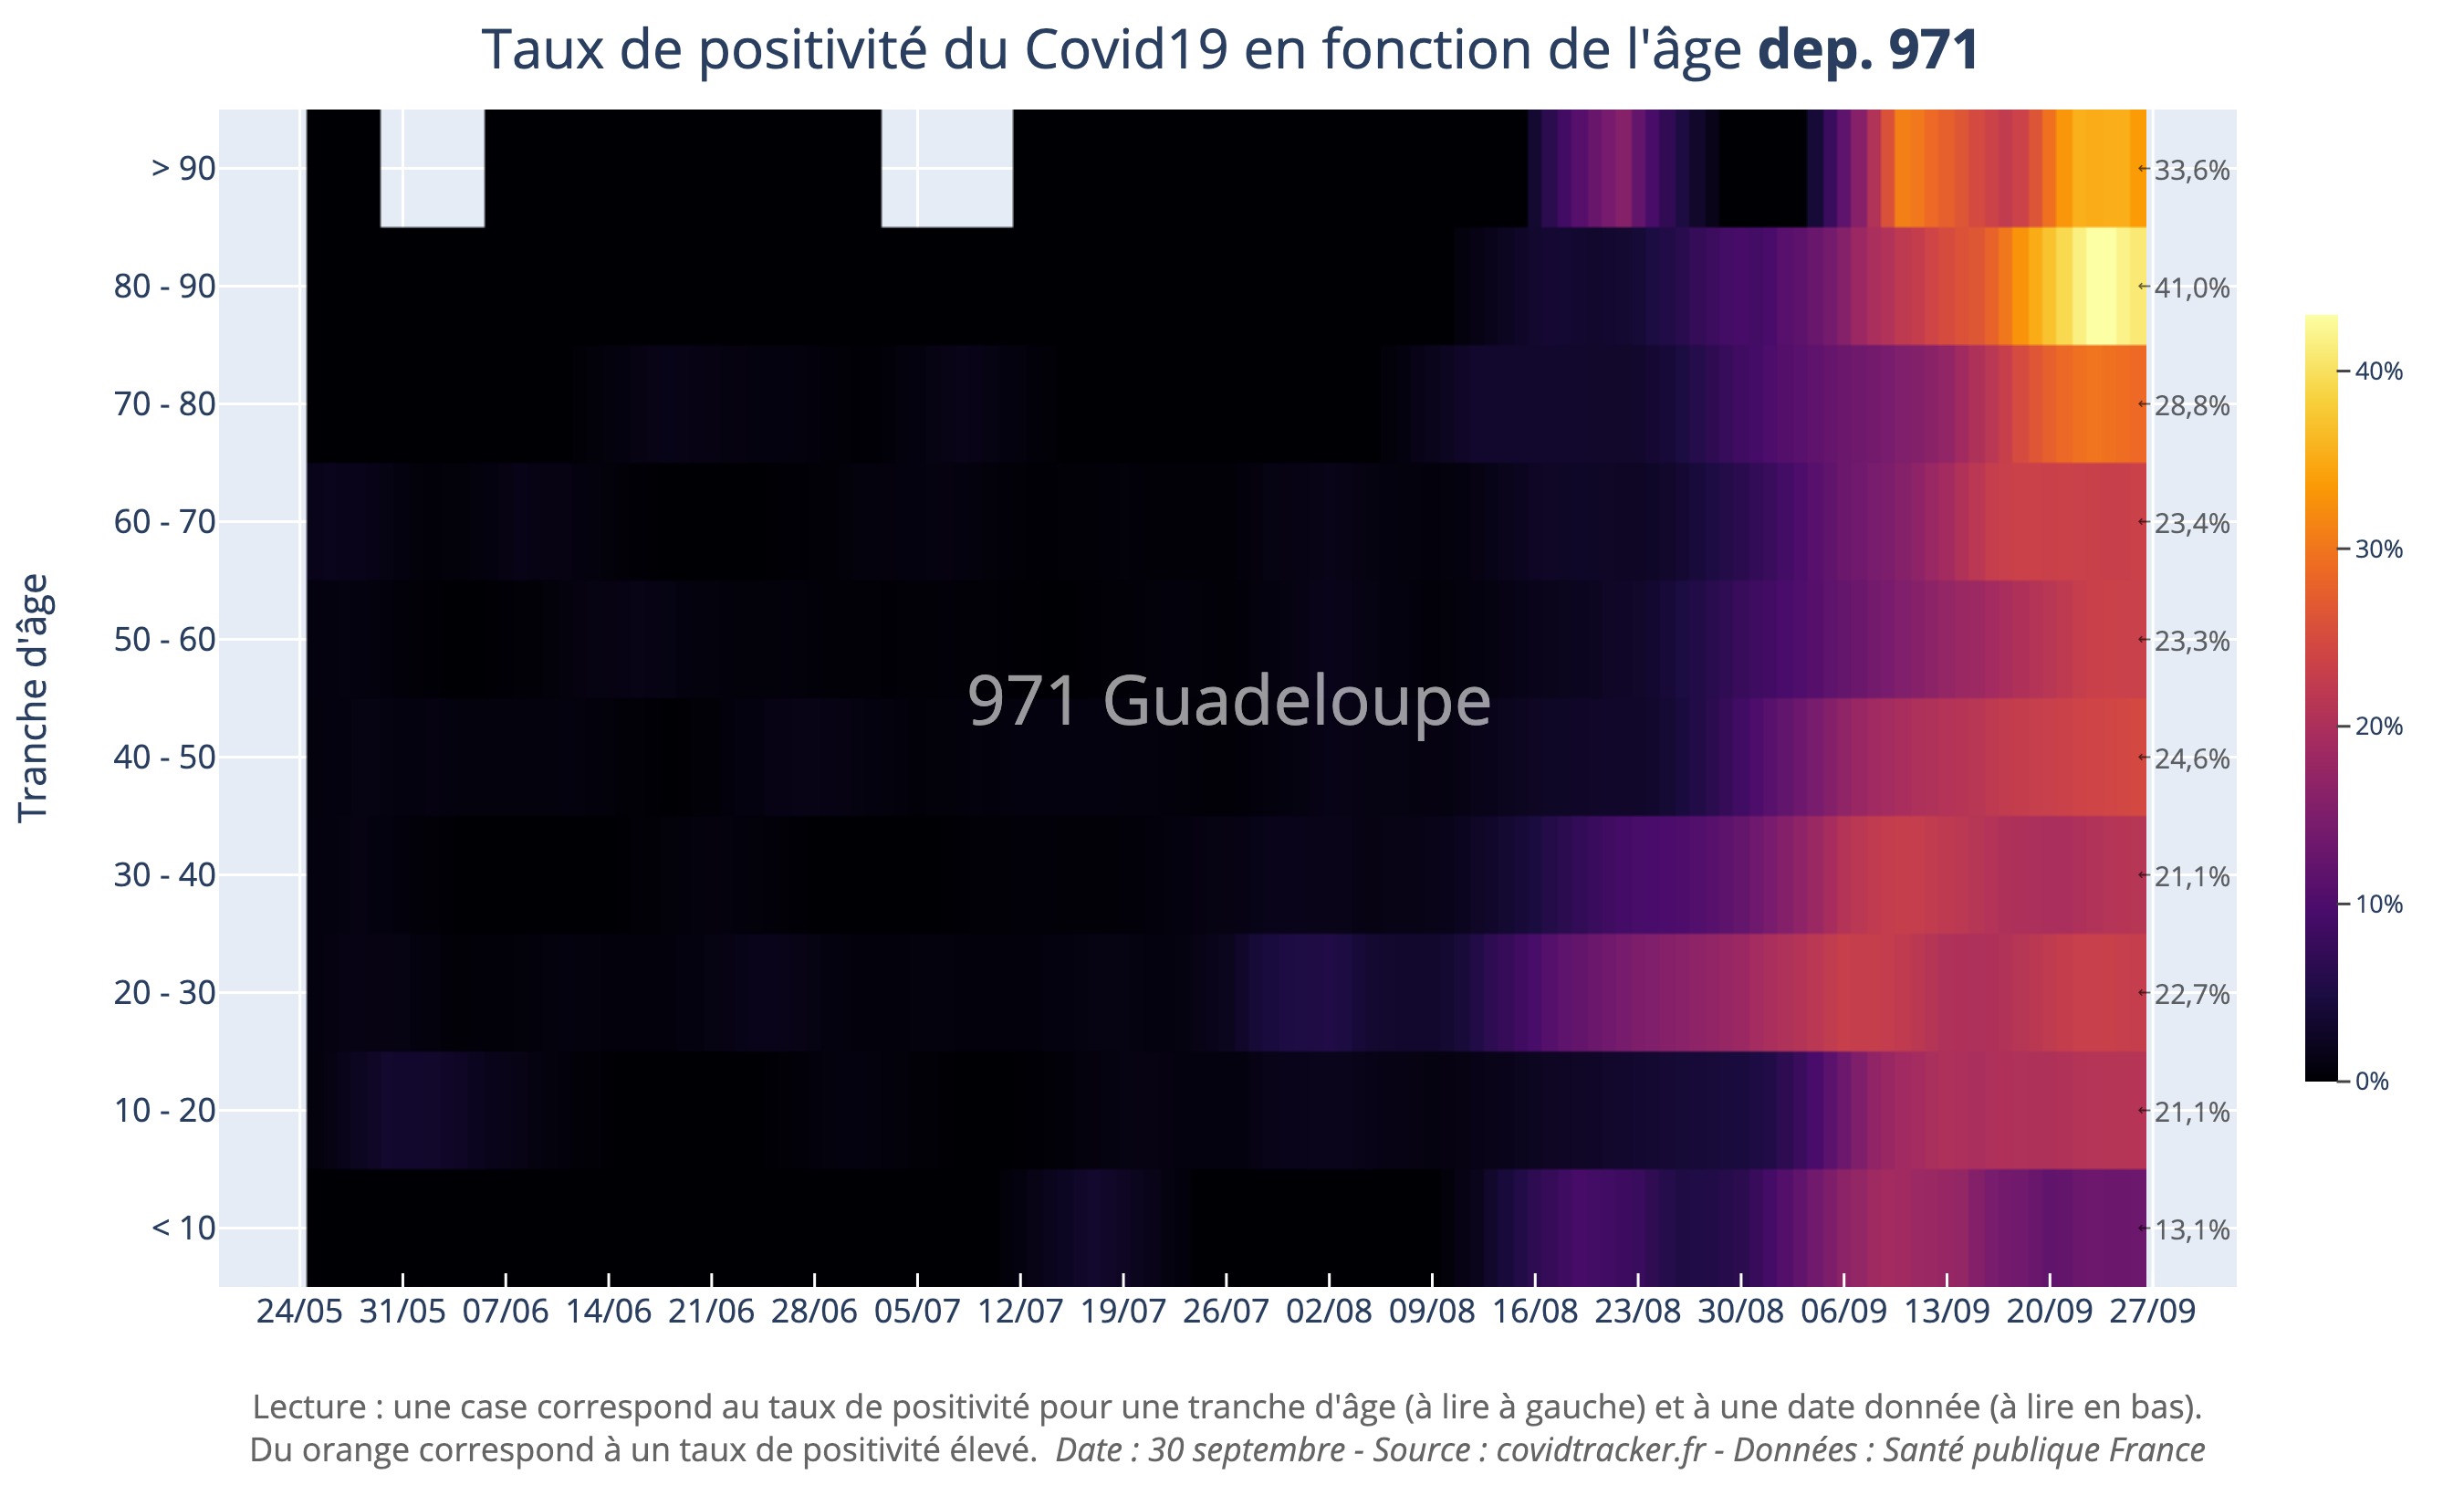 Taux de positivité du Covid19 en fonction de l'âge dep. 971
Tranche d'âge
> 90
80 - 90
70 - 80
60 - 70
50 - 60
40 - 50
30 - 40
20 - 30
10 - 20
< 10
971 Guadeloupe
←33,6%
←41,0%
←28,8%
←23,4%
←23,3%
←24,6%
←21,1%
←22,7%
←21,1%
←13,1%
40%
30%
20%
10%
0%
24/05 31/05 07/06 14/06 21/06 28/06 05/07 12/07 19/07 26/07 02/08 09/08 16/08 23/08 30/08 06/09 13/09 20/09 27/09
Lecture : une case correspond au taux de positivité pour une tranche d'âge (à lire à gauche) et à une date donnée (à lire en bas).
Du orange correspond à un taux de positivité élevé. Date : 30 septembre - Source : covidtracker.fr - Données : Santé publique France